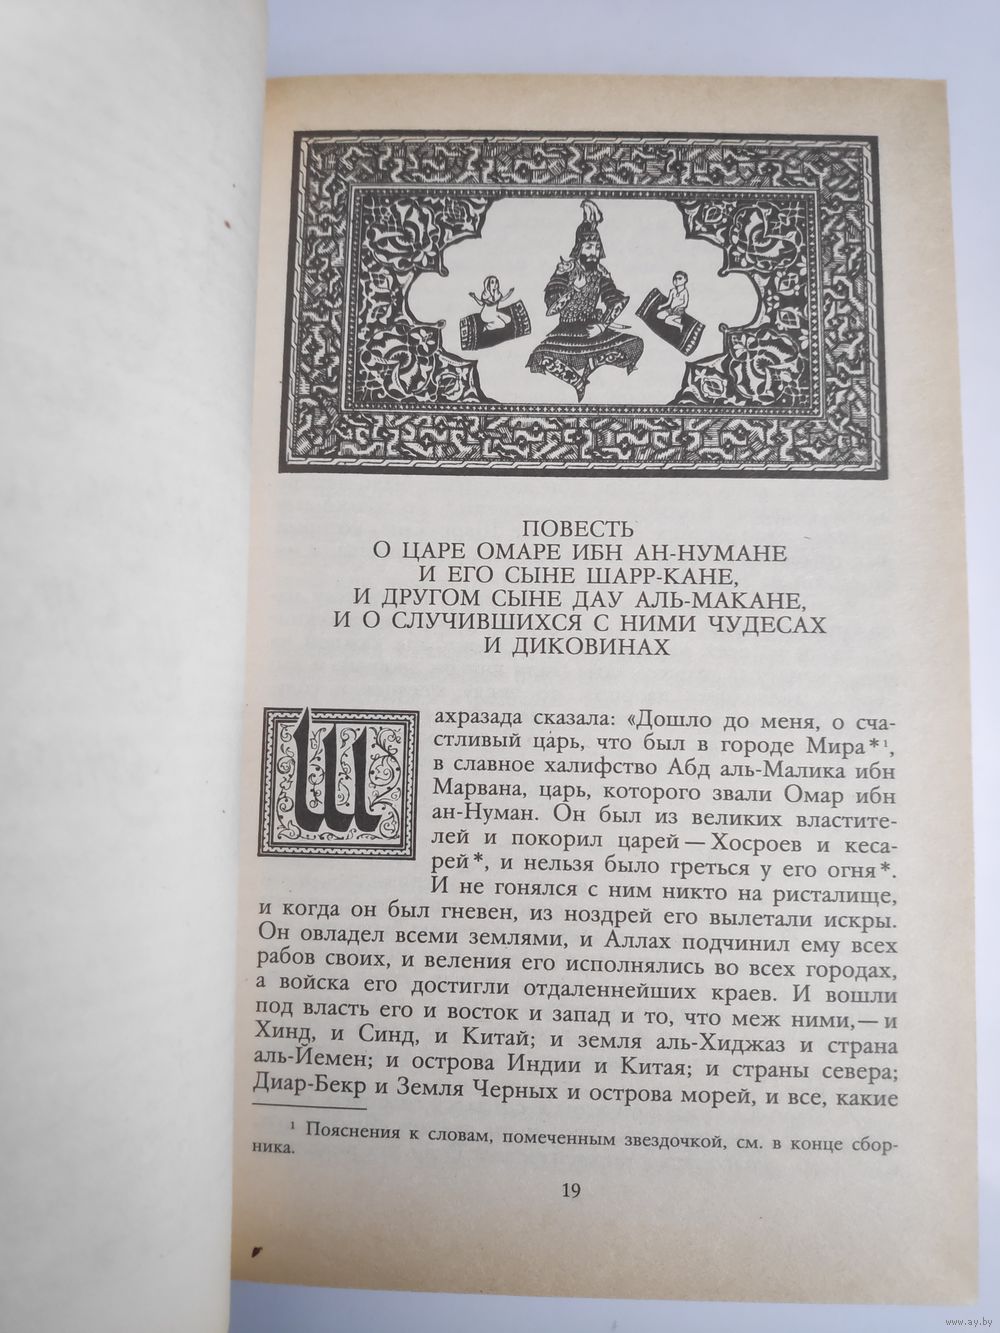 ПОВЕСТЬ
О ЦАРЕ ОМАРЕ ИБН АН-НУМАНЕ
И ЕГО СЫНЕ ШАРР-КАНЕ,
И ДРУГОМ СЫНЕ ДАУ АЛЬ-МАКАНЕ,
И О СЛУЧИВШИХСЯ С НИМИ ЧУДЕСАХ
И ДИКОВИНАХ
Шахразада сказала: «Дошло до меня, о сча-
стливый царь, что был в городе Мира*¹,
в славное халифство Абд аль-Малика ибн
Марвана, царь, которого звали Омар ибн
ан-Нуман. Он был из великих властите-
лей и покорил царей — Хосроев и кеса-
рей*, и нельзя было греться у его огня*.
И не гонялся с ним никто на ристалище,
и когда он был гневен, из ноздрей его вылетали искры.
Он овладел всеми землями, и Аллах подчинил ему всех
рабов своих, и веления его исполнялись во всех городах,
а войска его достигли отдаленнейших краев. И вошли
под власть его и восток и запад и то, что меж ними,— и
Хинд, и Синд, и Китай; и земля аль-Хиджаз и страна
аль-Йемен; и острова Индии и Китая; и страны севера;
Диар-Бекр и Земля Черных и острова морей, и все, какие
¹ Пояснения к словам, помеченным звездочкой, см. в конце сбор-
ника.
19
www.ay.by